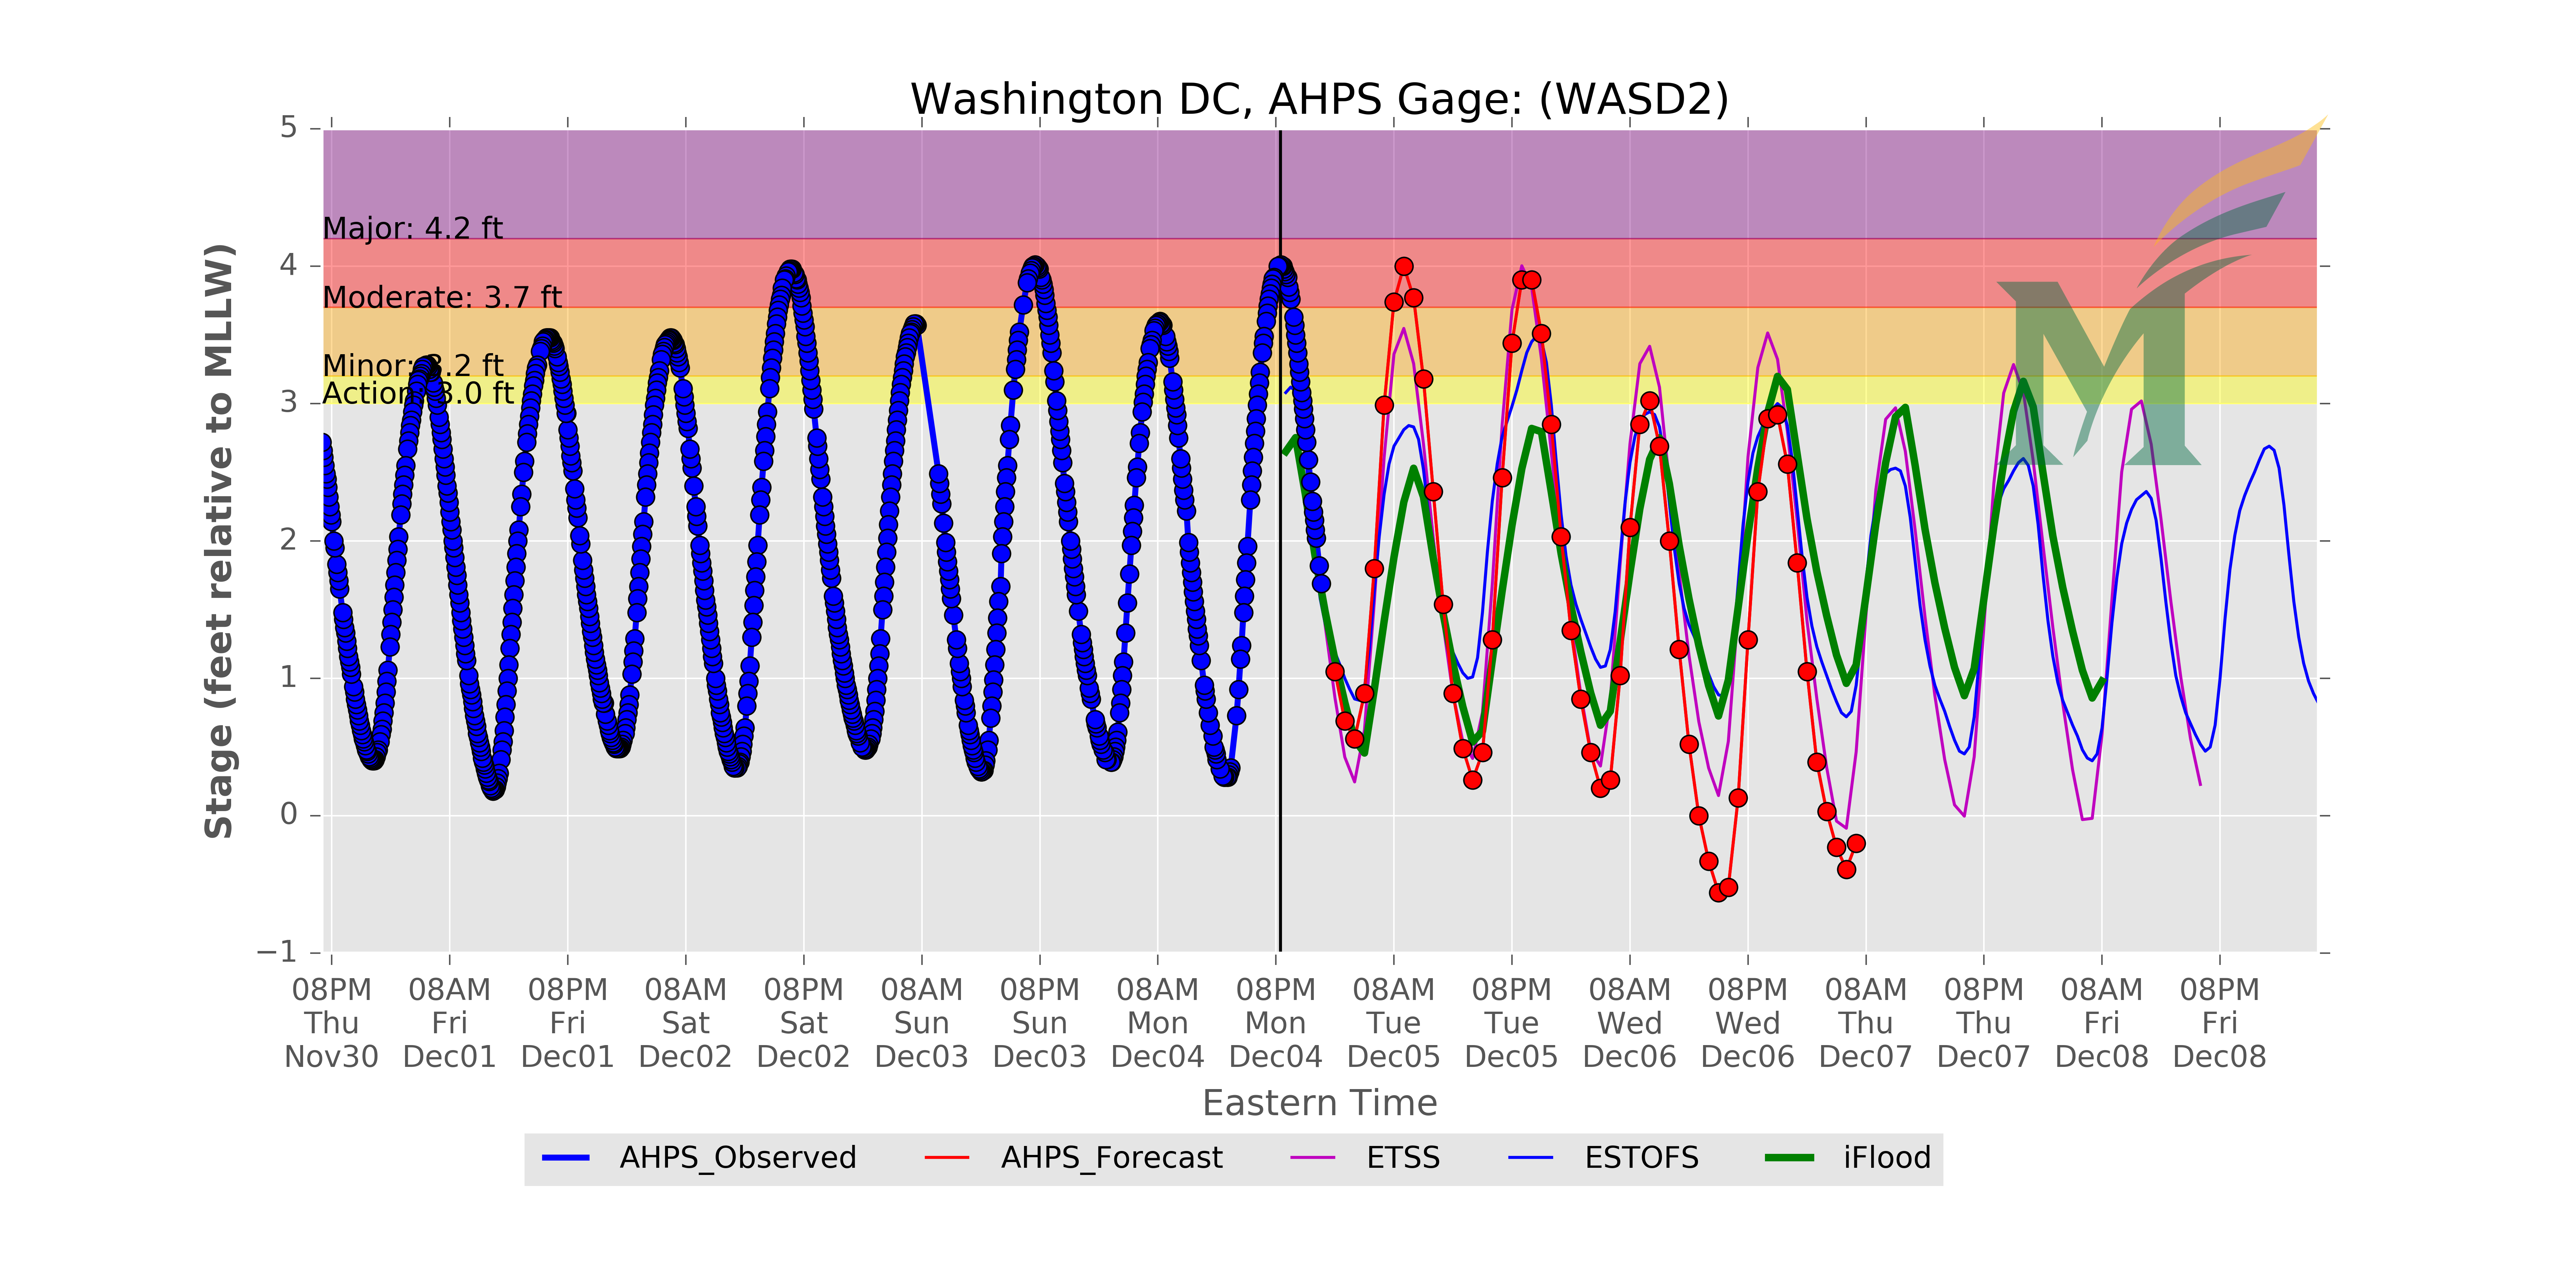 Washington DC, AHPS Gage: (WASD2)
Stage (feet relative to MLLW)
5
4
3
2
1
0
−1
Major: 4.2 ft
Moderate: 3.7 ft
Minor: 3.2 ft
Action: 3.0 ft
08PM 08AM 08PM 08AM 08PM 08AM 08PM 08AM 08PM 08AM 08PM 08AM 08PM 08AM 08PM 08AM 08PM
Thu Fri Fri Sat Sat Sun Sun Mon Mon Tue Tue Wed Wed Thu Thu Fri Fri
Nov30 Dec01 Dec01 Dec02 Dec02 Dec03 Dec03 Dec04 Dec04 Dec05 Dec05 Dec06 Dec06 Dec07 Dec07 Dec08 Dec08
Eastern Time
AHPS_Observed AHPS_Forecast ETSS ESTOFS iFlood